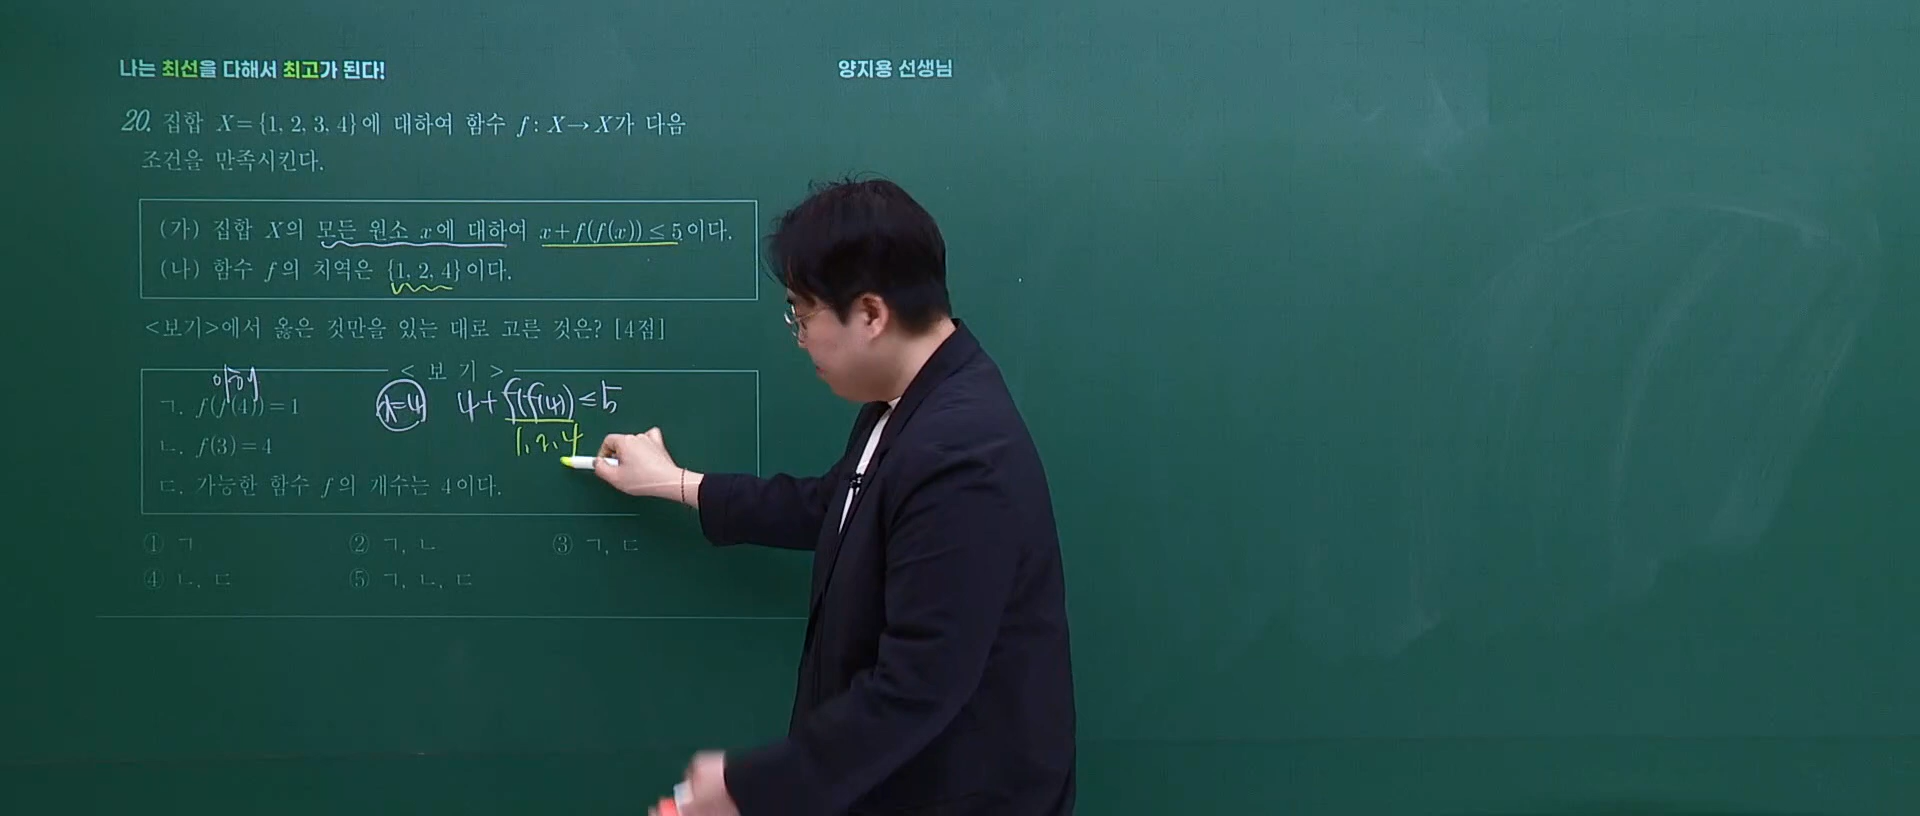 나는 최선을 다해서 최고가 된다!
양지용 선생님
20. 집합 X={1, 2, 3, 4}에 대하여 함수 f : X→X가 다음
조건을 만족시킨다.
(가) 집합 X의 모든 원소 x에 대하여 x+f(f(x))≤5이다.
(나) 함수 f의 치역은 {1, 2, 4}이다.
<보기>에서 옳은 것만을 있는 대로 고른 것은? [4점]
<보 기>
ㄱ. f(f(4))=1
x=4 4+f(f(4))≤5
1, 2, 4
ㄴ. f(3)=4
ㄷ. 가능한 함수 f의 개수는 4이다.
① ㄱ ② ㄱ, ㄴ ③ ㄱ, ㄷ
④ ㄴ, ㄷ ⑤ ㄱ, ㄴ, ㄷ